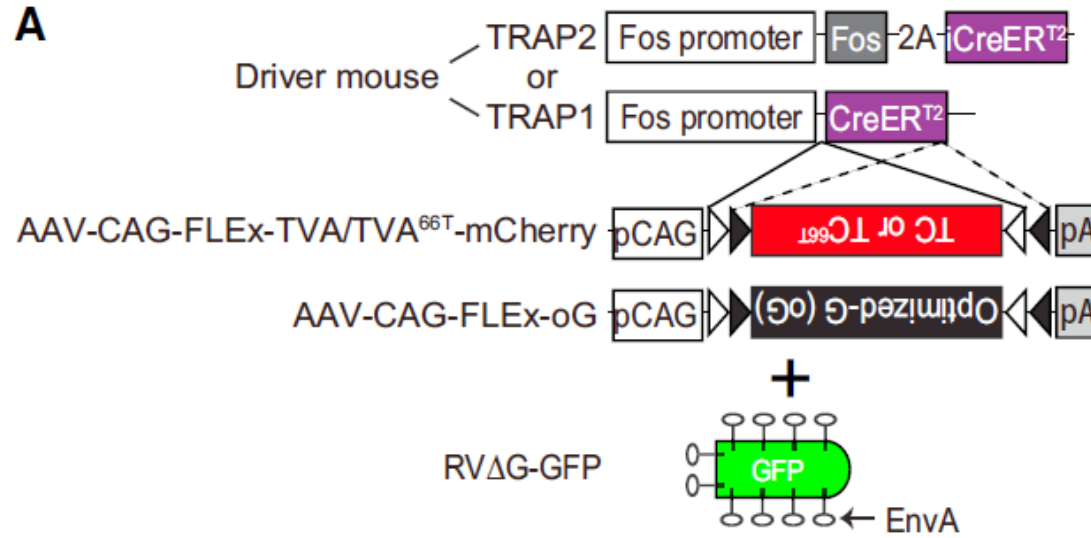 A
TRAP2 Fos promoter Fos 2A iCreER^T2
Driver mouse or
TRAP1 Fos promoter CreER^T2
AAV-CAG-FLEx-TVA/TVA^66T-mCherry pCAG TC or TC^66T pA
AAV-CAG-FLEx-oG pCAG Optimized-G (oG) pA
+
RVΔG-GFP GFP
EnvA